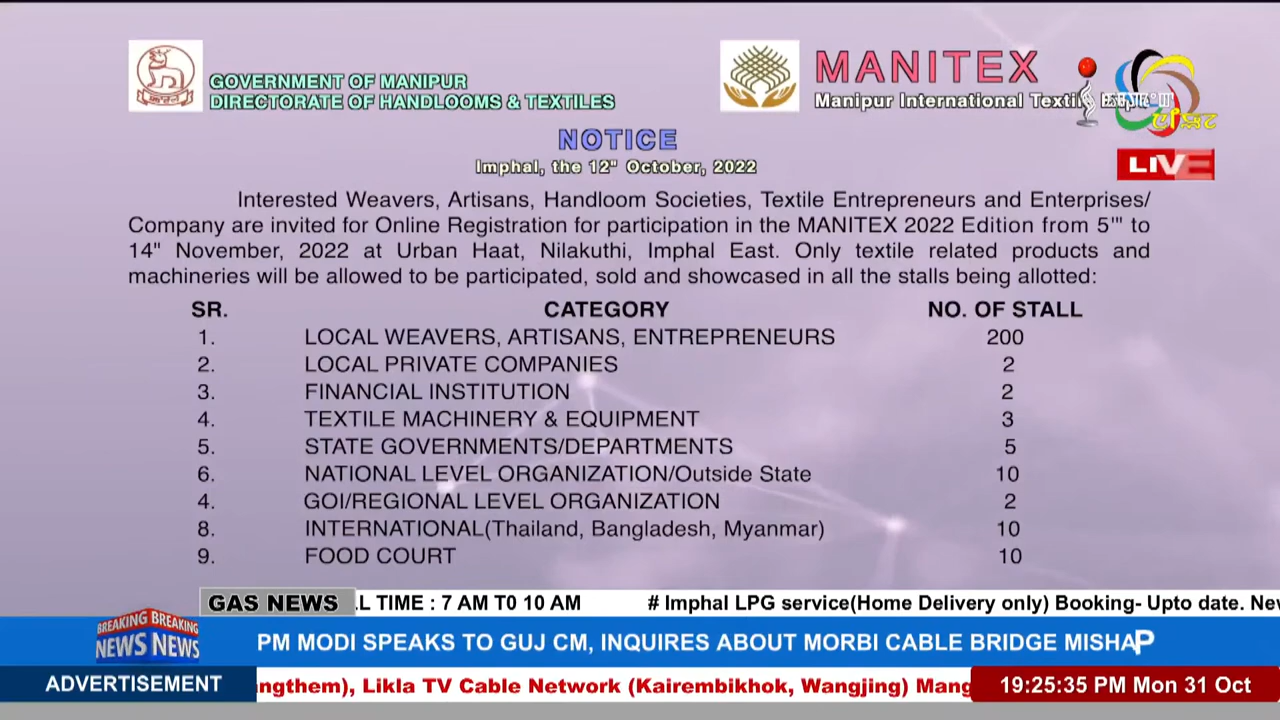 GOVERNMENT OF MANIPUR
DIRECTORATE OF HANDLOOMS & TEXTILES
MANITEX
Manipur International Textile
LIVE
NOTICE
Imphal, the 12" October, 2022
Interested Weavers, Artisans, Handloom Societies, Textile Entrepreneurs and Enterprises/
Company are invited for Online Registration for participation in the MANITEX 2022 Edition from 5'" to
14" November, 2022 at Urban Haat, Nilakuthi, Imphal East. Only textile related products and
machineries will be allowed to be participated, sold and showcased in all the stalls being allotted:
SR. CATEGORY NO. OF STALL
1. LOCAL WEAVERS, ARTISANS, ENTREPRENEURS 200
2. LOCAL PRIVATE COMPANIES 2
3. FINANCIAL INSTITUTION 2
4. TEXTILE MACHINERY & EQUIPMENT 3
5. STATE GOVERNMENTS/DEPARTMENTS 5
6. NATIONAL LEVEL ORGANIZATION/Outside State 10
4. GOI/REGIONAL LEVEL ORGANIZATION 2
8. INTERNATIONAL(Thailand, Bangladesh, Myanmar) 10
9. FOOD COURT 10
GAS NEWS .L TIME : 7 AM T0 10 AM # Imphal LPG service(Home Delivery only) Booking- Upto date. Nev
BREAKING BREAKING
NEWS NEWS
PM MODI SPEAKS TO GUJ CM, INQUIRES ABOUT MORBI CABLE BRIDGE MISHAP
ADVERTISEMENT ngthem), Likla TV Cable Network (Kairembikhok, Wangjing) Mang 19:25:35 PM Mon 31 Oct